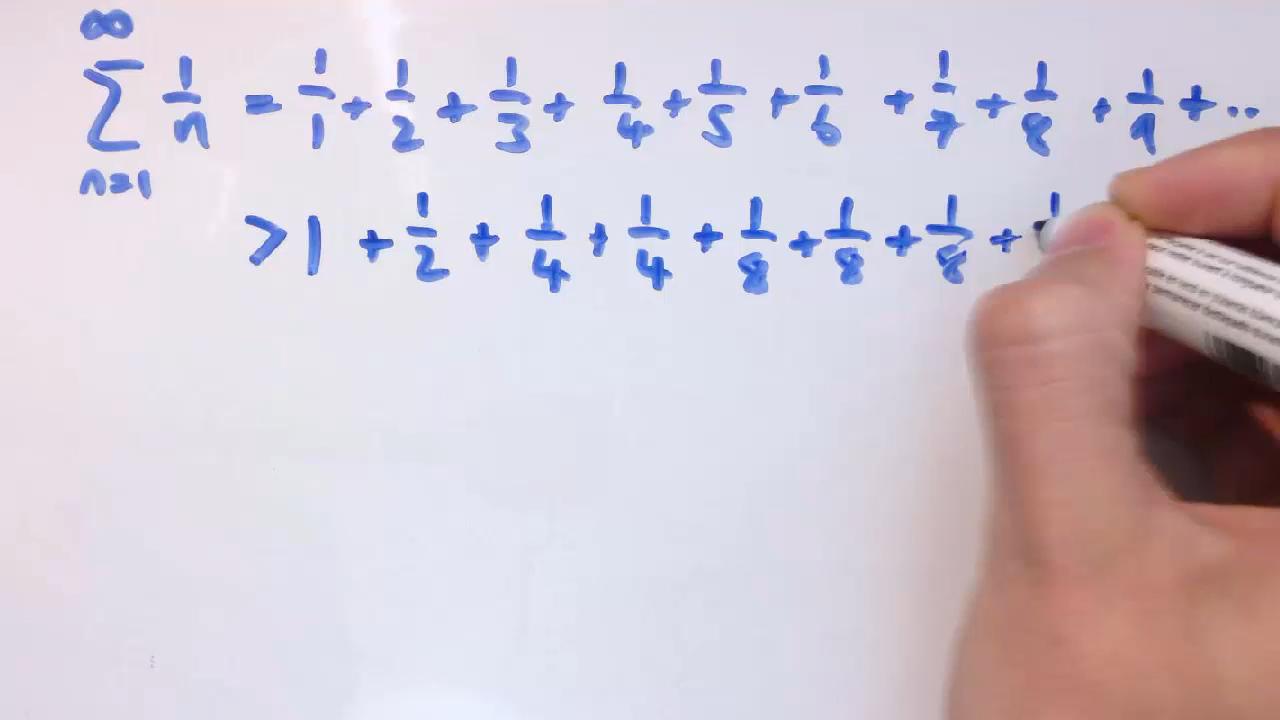 ∞
∑ 1/n = 1/1 + 1/2 + 1/3 + 1/4 + 1/5 + 1/6 + 1/7 + 1/8 + 1/9 + ..
n=1
> 1 + 1/2 + 1/4 + 1/4 + 1/8 + 1/8 + 1/8 + 1